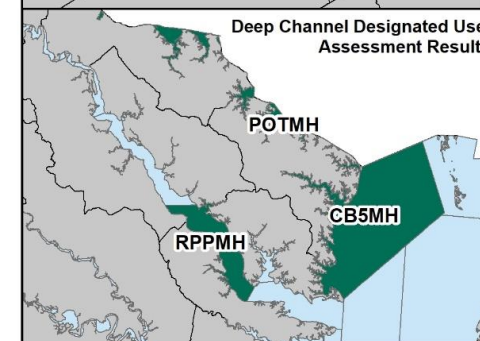 Deep Channel Designated Use
Assessment Result
POTMH
CB5MH
RPPMH